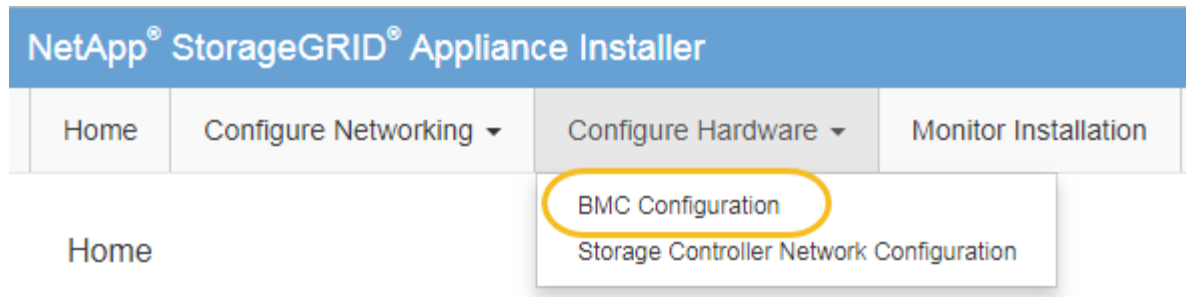 NetApp® StorageGRID® Appliance Installer
Home Configure Networking Configure Hardware Monitor Installation
BMC Configuration
Home
Storage Controller Network Configuration